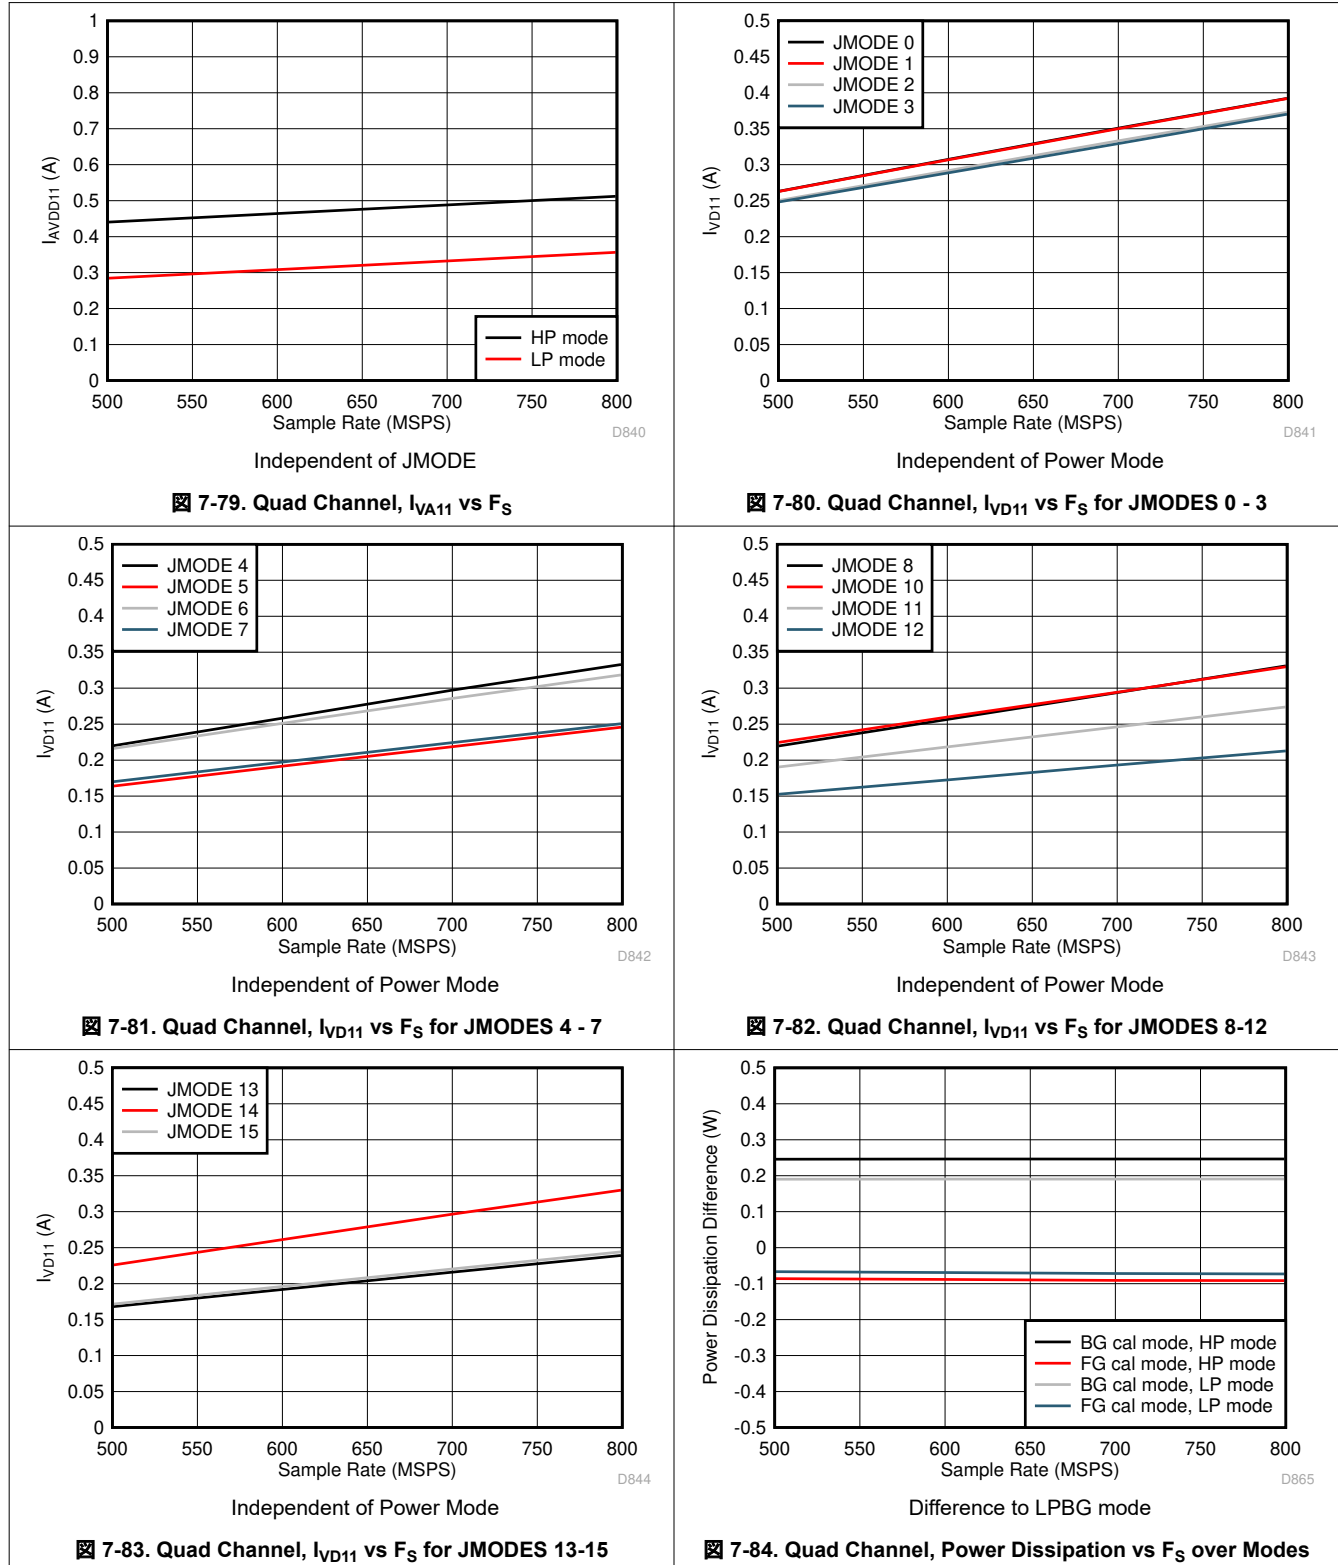 1
0.9
0.8
0.7
0.6
0.5
0.4
0.3
0.2
0.1
0
I_AVDD11 (A)
HP mode
LP mode
500 550 600 650 700 750 800
Sample Rate (MSPS)
D840
Independent of JMODE
図 7-79. Quad Channel, I_VA11 vs F_S
0.5
0.45
0.4
0.35
0.3
0.25
0.2
0.15
0.1
0.05
0
I_VD11 (A)
JMODE 0
JMODE 1
JMODE 2
JMODE 3
500 550 600 650 700 750 800
Sample Rate (MSPS)
D841
Independent of Power Mode
図 7-80. Quad Channel, I_VD11 vs F_S for JMODES 0 - 3
0.5
0.45
0.4
0.35
0.3
0.25
0.2
0.15
0.1
0.05
0
I_VD11 (A)
JMODE 4
JMODE 5
JMODE 6
JMODE 7
500 550 600 650 700 750 800
Sample Rate (MSPS)
D842
Independent of Power Mode
図 7-81. Quad Channel, I_VD11 vs F_S for JMODES 4 - 7
0.5
0.45
0.4
0.35
0.3
0.25
0.2
0.15
0.1
0.05
0
I_VD11 (A)
JMODE 8
JMODE 10
JMODE 11
JMODE 12
500 550 600 650 700 750 800
Sample Rate (MSPS)
D843
Independent of Power Mode
図 7-82. Quad Channel, I_VD11 vs F_S for JMODES 8-12
0.5
0.45
0.4
0.35
0.3
0.25
0.2
0.15
0.1
0.05
0
I_VD11 (A)
JMODE 13
JMODE 14
JMODE 15
500 550 600 650 700 750 800
Sample Rate (MSPS)
D844
Independent of Power Mode
図 7-83. Quad Channel, I_VD11 vs F_S for JMODES 13-15
0.5
0.4
0.3
0.2
0.1
0
-0.1
-0.2
-0.3
-0.4
-0.5
Power Dissipation Difference (W)
BG cal mode, HP mode
FG cal mode, HP mode
BG cal mode, LP mode
FG cal mode, LP mode
500 550 600 650 700 750 800
Sample Rate (MSPS)
D865
Difference to LPBG mode
図 7-84. Quad Channel, Power Dissipation vs F_S over Modes